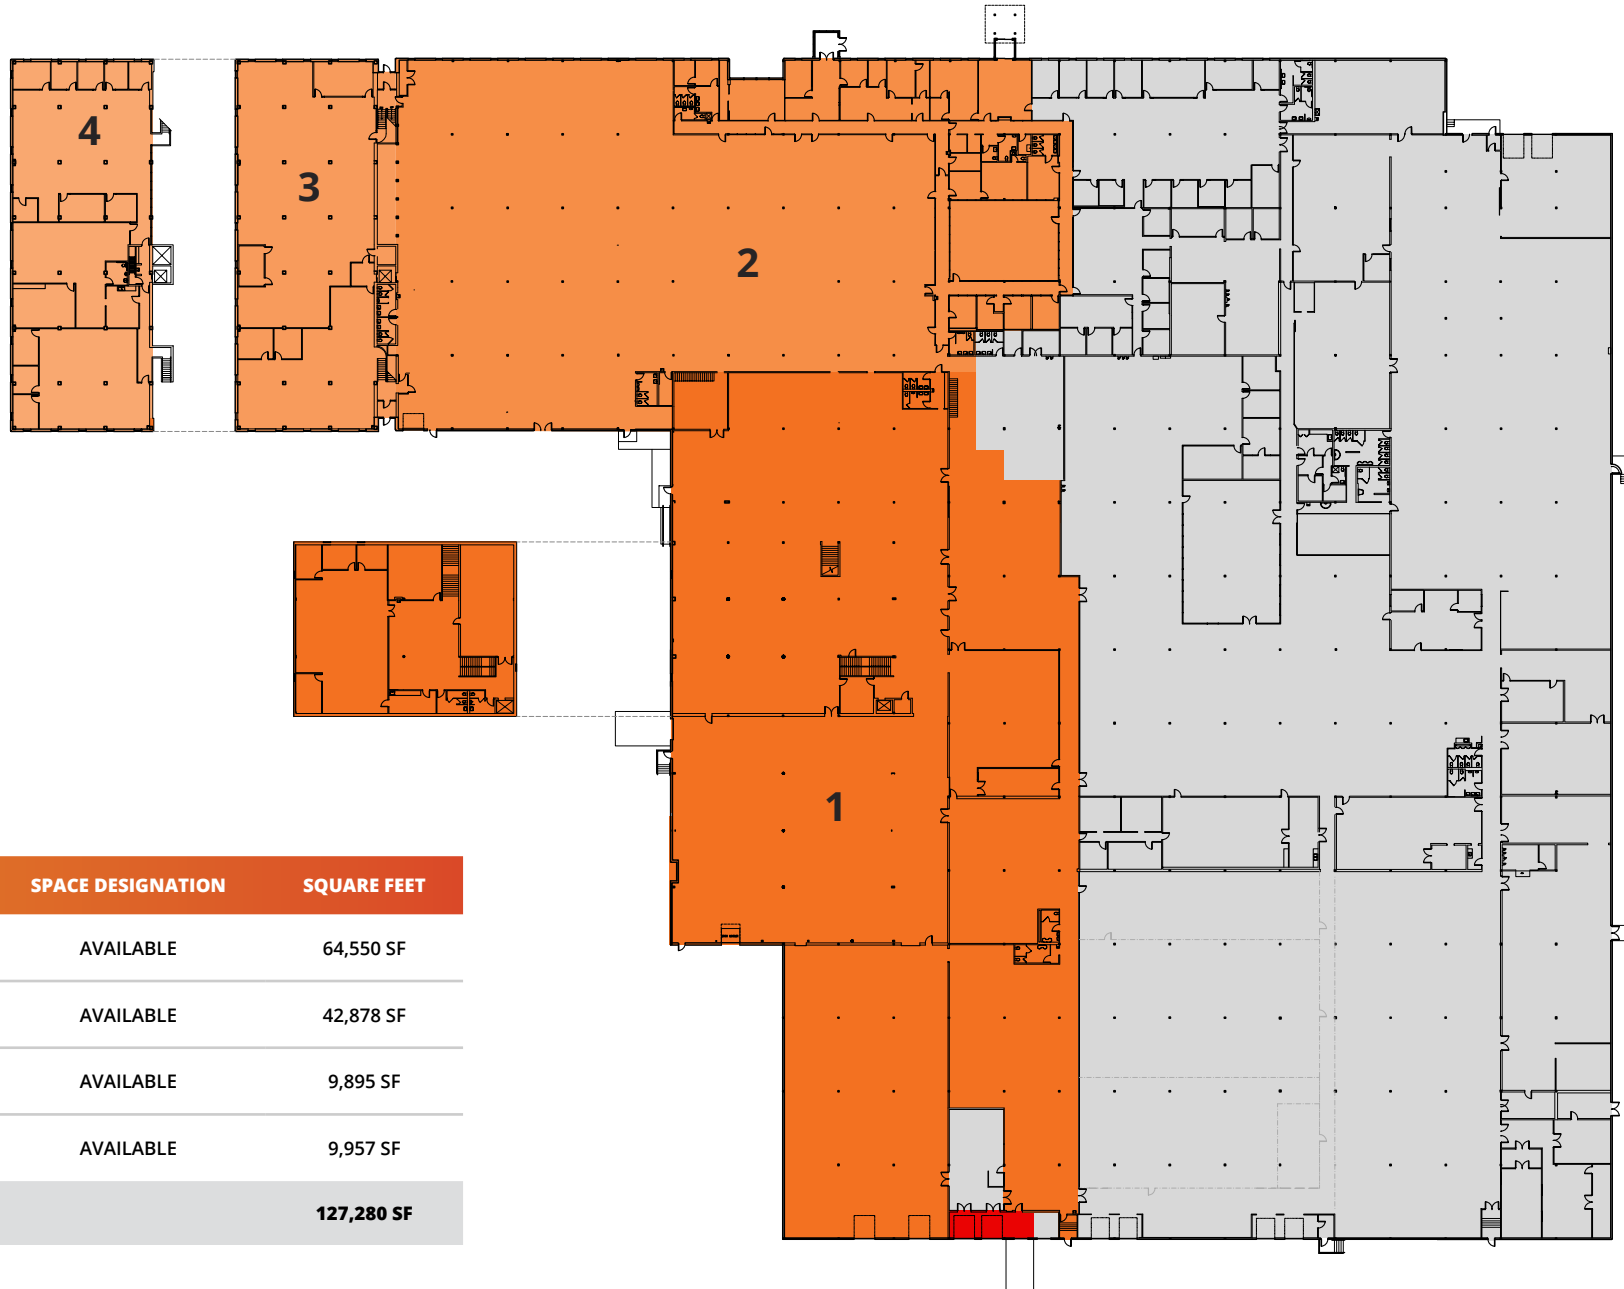 4
3
2
1
SPACE DESIGNATION SQUARE FEET
AVAILABLE 64,550 SF
AVAILABLE 42,878 SF
AVAILABLE 9,895 SF
AVAILABLE 9,957 SF
127,280 SF